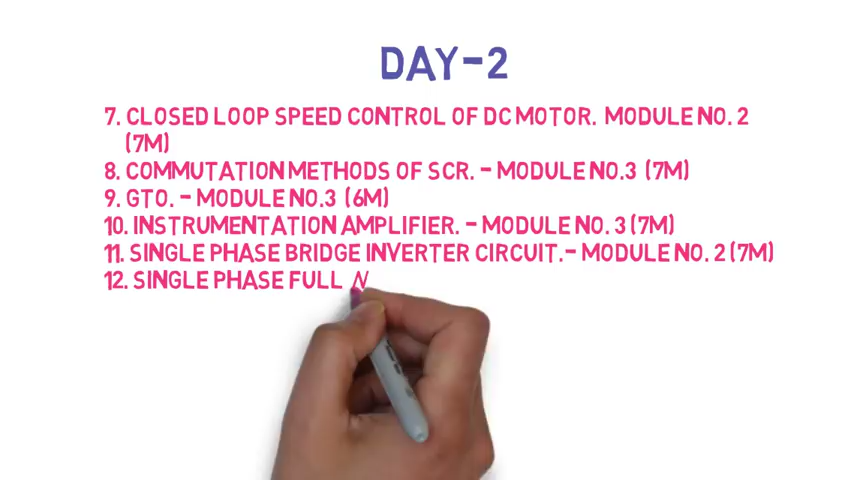 DAY-2
7. CLOSED LOOP SPEED CONTROL OF DC MOTOR. MODULE NO. 2
(7M)
8. COMMUTATION METHODS OF SCR. - MODULE NO.3 (7M)
9. GTO. - MODULE NO.3 (6M)
10. INSTRUMENTATION AMPLIFIER. - MODULE NO. 3 (7M)
11. SINGLE PHASE BRIDGE INVERTER CIRCUIT.- MODULE NO. 2 (7M)
12. SINGLE PHASE FULL